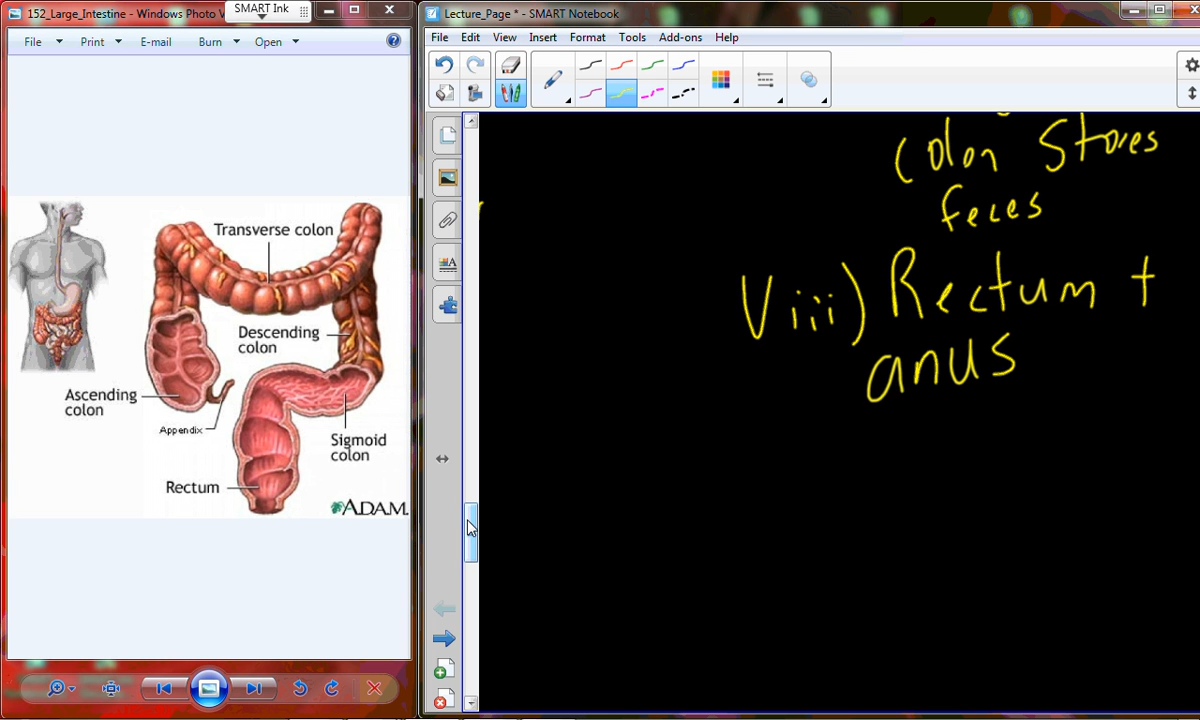 152_Large_Intestine - Windows Photo V
SMART Ink
File Print E-mail Burn Open
Transverse colon
Descending
colon
Ascending
colon
Appendix
Sigmoid
colon
Rectum
ADAM.
Lecture_Page * - SMART Notebook
File Edit View Insert Format Tools Add-ons Help
Colon Stores
feces
Viii) Rectum +
anus